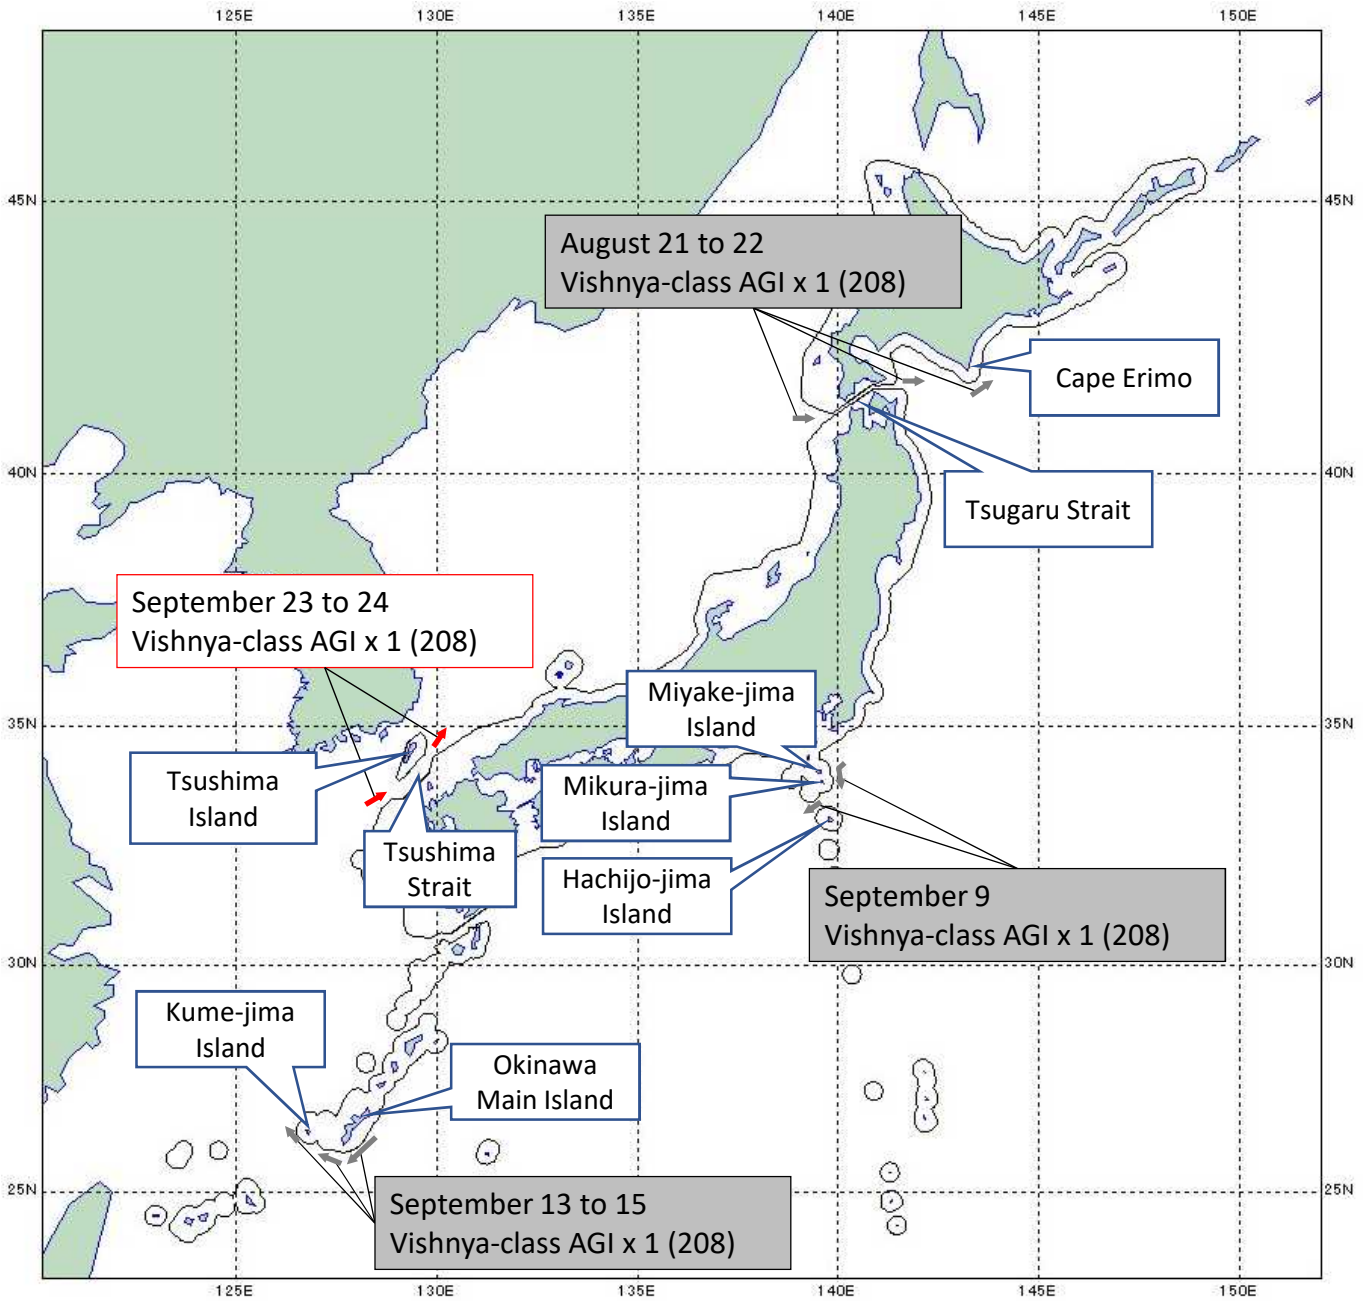 125E 130E 135E 140E 145E 150E
45N 45N
August 21 to 22
Vishnya-class AGI x 1 (208)
Cape Erimo
40N 40N
Tsugaru Strait
September 23 to 24
Vishnya-class AGI x 1 (208)
Miyake-jima
Island
35N 35N
Tsushima
Island
Mikura-jima
Island
Tsushima
Strait
Hachijo-jima
Island
September 9
Vishnya-class AGI x 1 (208)
30N 30N
Kume-jima
Island
Okinawa
Main Island
25N 25N
September 13 to 15
Vishnya-class AGI x 1 (208)
125E 130E 135E 140E 145E 150E